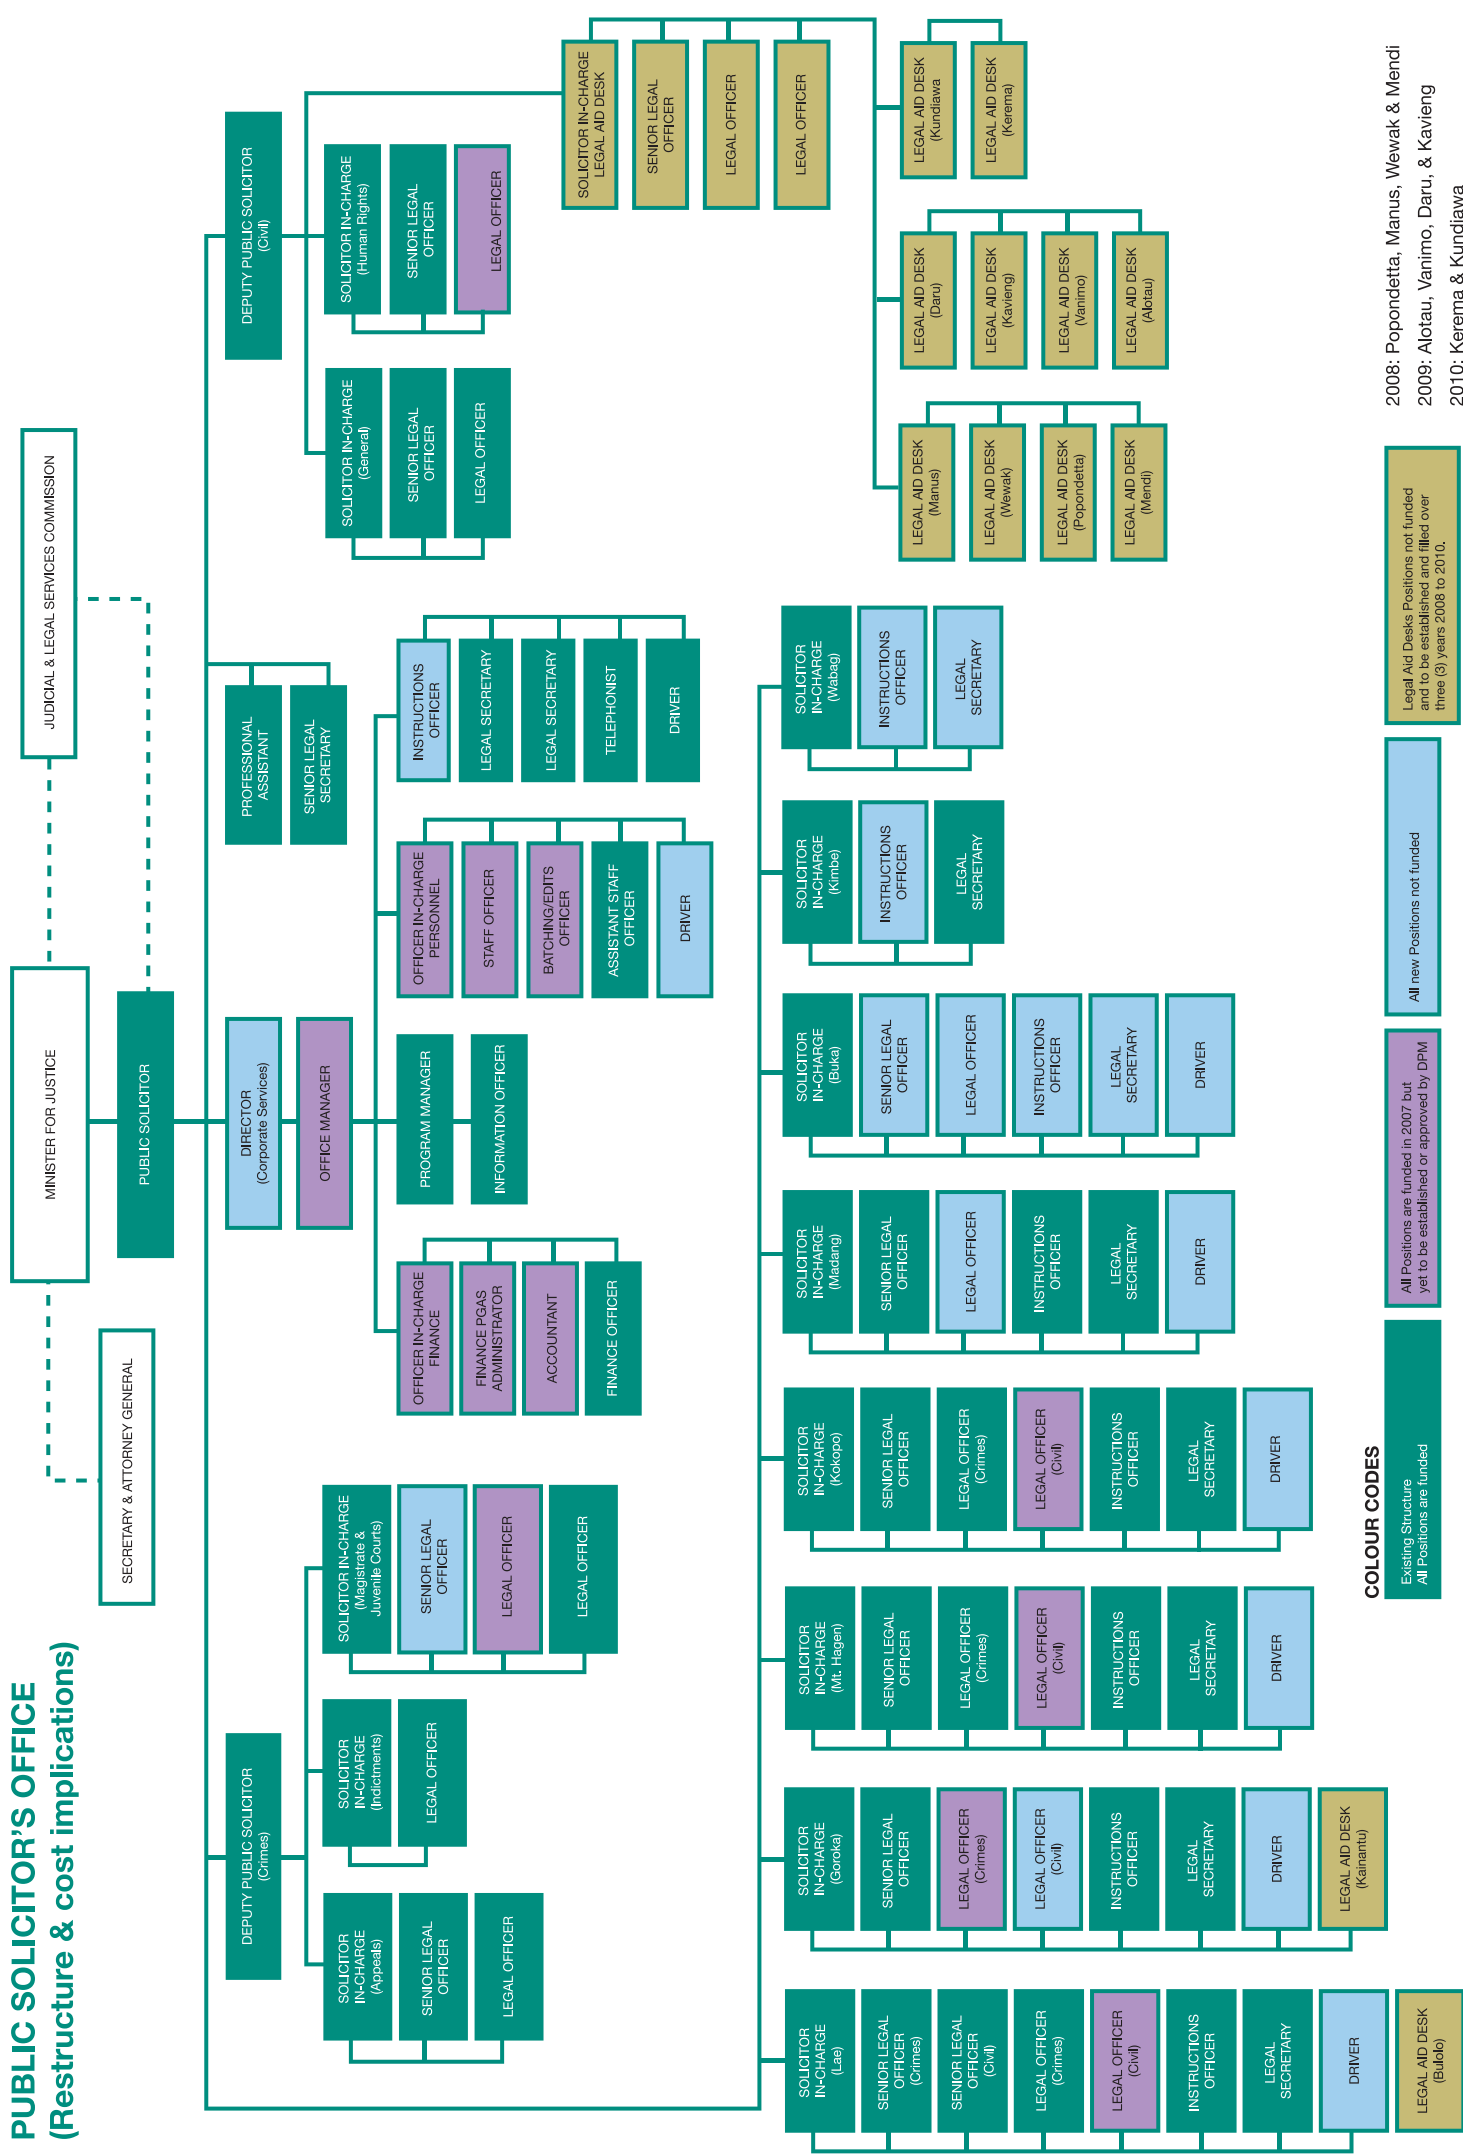 PUBLIC SOLICITOR'S OFFICE
(Restructure & cost implications)
MINISTER FOR JUSTICE
JUDICIAL & LEGAL SERVICES COMMISSION
SECRETARY & ATTORNEY GENERAL
PUBLIC SOLICITOR
DEPUTY PUBLIC SOLICITOR
(Crimes)
DIRECTOR
(Corporate Services)
PROFESSIONAL
ASSISTANT
DEPUTY PUBLIC SOLICITOR
(Civil)
OFFICE MANAGER
SENIOR LEGAL
SECRETARY
SOLICITOR
IN-CHARGE
(Appeals)
SENIOR LEGAL
OFFICER
LEGAL OFFICER
SOLICITOR
IN-CHARGE
(Indictments)
LEGAL OFFICER
SOLICITOR IN-CHARGE
(Magistrate &
Juvenile Courts)
SENIOR LEGAL
OFFICER
LEGAL OFFICER
LEGAL OFFICER
OFFICER IN-CHARGE
FINANCE
FINANCE PGAS
ADMINISTRATOR
ACCOUNTANT
FINANCE OFFICER
PROGRAM MANAGER
INFORMATION OFFICER
OFFICER IN-CHARGE
PERSONNEL
STAFF OFFICER
BATCHING/EDITS
OFFICER
ASSISTANT STAFF
OFFICER
DRIVER
INSTRUCTIONS
OFFICER
LEGAL SECRETARY
LEGAL SECRETARY
TELEPHONIST
DRIVER
SOLICITOR IN-CHARGE
(General)
SENIOR LEGAL
OFFICER
LEGAL OFFICER
SOLICITOR IN-CHARGE
(Human Rights)
SENIOR LEGAL
OFFICER
LEGAL OFFICER
SOLICITOR IN-CHARGE
LEGAL AID DESK
SENIOR LEGAL
OFFICER
LEGAL OFFICER
LEGAL OFFICER
SOLICITOR
IN-CHARGE
(Lae)
SENIOR LEGAL
OFFICER
(Crimes)
SENIOR LEGAL
OFFICER
(Civil)
LEGAL OFFICER
(Crimes)
LEGAL OFFICER
(Civil)
INSTRUCTIONS
OFFICER
LEGAL
SECRETARY
DRIVER
LEGAL AID DESK
(Bulolo)
SOLICITOR
IN-CHARGE
(Goroka)
SENIOR LEGAL
OFFICER
LEGAL OFFICER
(Crimes)
LEGAL OFFICER
(Civil)
INSTRUCTIONS
OFFICER
LEGAL
SECRETARY
DRIVER
LEGAL AID DESK
(Kainantu)
SOLICITOR
IN-CHARGE
(Mt. Hagen)
SENIOR LEGAL
OFFICER
LEGAL OFFICER
(Crimes)
LEGAL OFFICER
(Civil)
INSTRUCTIONS
OFFICER
LEGAL
SECRETARY
DRIVER
SOLICITOR
IN-CHARGE
(Kokopo)
SENIOR LEGAL
OFFICER
LEGAL OFFICER
(Crimes)
LEGAL OFFICER
(Civil)
INSTRUCTIONS
OFFICER
LEGAL
SECRETARY
DRIVER
SOLICITOR
IN-CHARGE
(Madang)
SENIOR LEGAL
OFFICER
LEGAL OFFICER
INSTRUCTIONS
OFFICER
LEGAL
SECRETARY
DRIVER
SOLICITOR
IN-CHARGE
(Buka)
SENIOR LEGAL
OFFICER
LEGAL OFFICER
INSTRUCTIONS
OFFICER
LEGAL
SECRETARY
DRIVER
SOLICITOR
IN-CHARGE
(Kimbe)
INSTRUCTIONS
OFFICER
LEGAL
SECRETARY
SOLICITOR
IN-CHARGE
(Wabag)
INSTRUCTIONS
OFFICER
LEGAL
SECRETARY
LEGAL AID DESK
(Manus)
LEGAL AID DESK
(Wewak)
LEGAL AID DESK
(Popondetta)
LEGAL AID DESK
(Mendi)
LEGAL AID DESK
(Daru)
LEGAL AID DESK
(Kavieng)
LEGAL AID DESK
(Vanimo)
LEGAL AID DESK
(Alotau)
LEGAL AID DESK
(Kundiawa)
LEGAL AID DESK
(Kerema)
COLOUR CODES
Existing Structure
All Positions are funded
All Positions are funded in 2007 but
yet to be established or approved by DPM
All new Positions not funded
Legal Aid Desks Positions not funded
and to be established and filled over
three (3) years 2008 to 2010.
2008: Popondetta, Manus, Wewak & Mendi
2009: Alotau, Vanimo, Daru, & Kavieng
2010: Kerema & Kundiawa